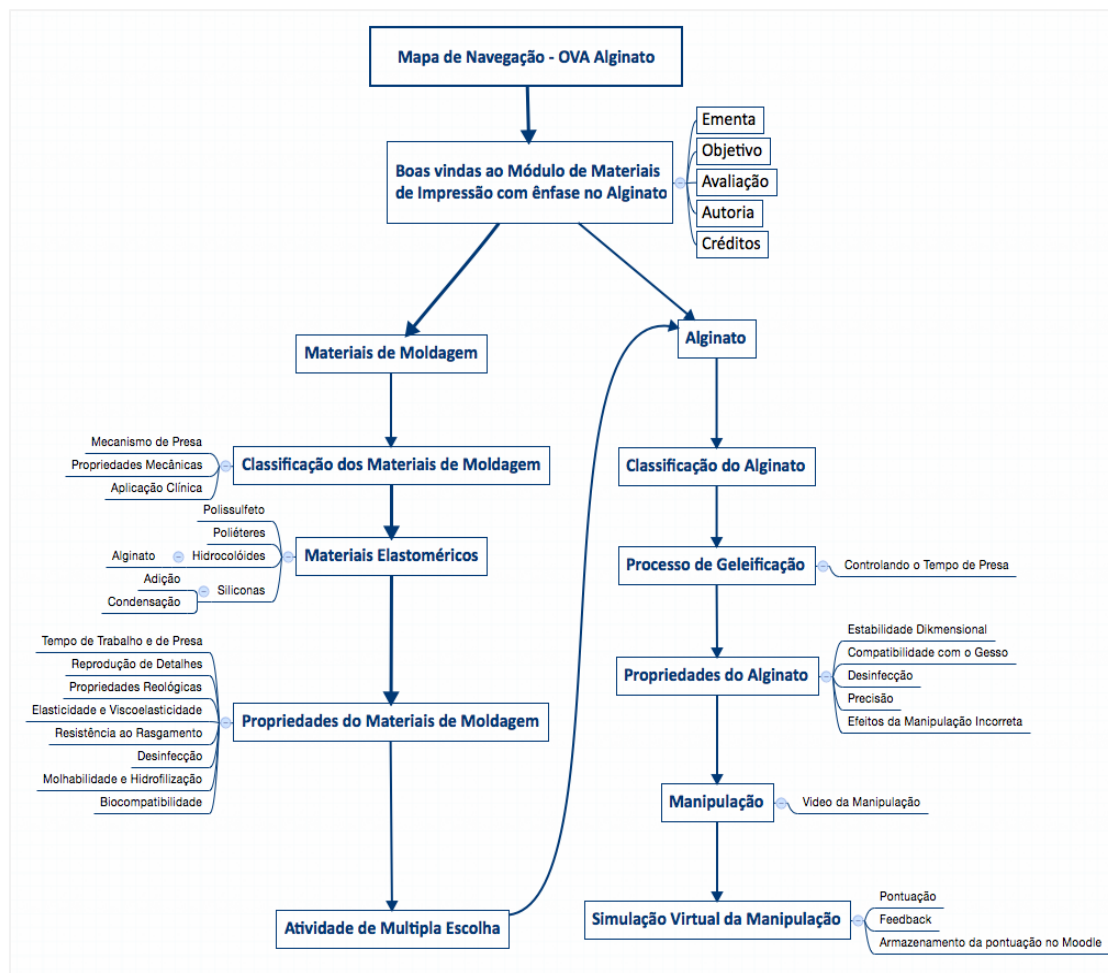 Mapa de Navegação - OVA Alginato
Boas vindas ao Módulo de Materiais
de Impressão com ênfase no Alginato
Ementa
Objetivo
Avaliação
Autoria
Créditos
Materiais de Moldagem
Classificação dos Materiais de Moldagem
Mecanismo de Presa
Propriedades Mecânicas
Aplicação Clínica
Materiais Elastoméricos
Polissulfeto
Poliéteres
Hidrocolóides
Alginato
Siliconas
Adição
Condensação
Propriedades do Materiais de Moldagem
Tempo de Trabalho e de Presa
Reprodução de Detalhes
Propriedades Reológicas
Elasticidade e Viscoelasticidade
Resistência ao Rasgamento
Desinfecção
Molhabilidade e Hidrofilização
Biocompatibilidade
Atividade de Multipla Escolha
Alginato
Classificação do Alginato
Processo de Geleificação
Controlando o Tempo de Presa
Propriedades do Alginato
Estabilidade Dikmensional
Compatibilidade com o Gesso
Desinfecção
Precisão
Efeitos da Manipulação Incorreta
Manipulação
Video da Manipulação
Simulação Virtual da Manipulação
Pontuação
Feedback
Armazenamento da pontuação no Moodle